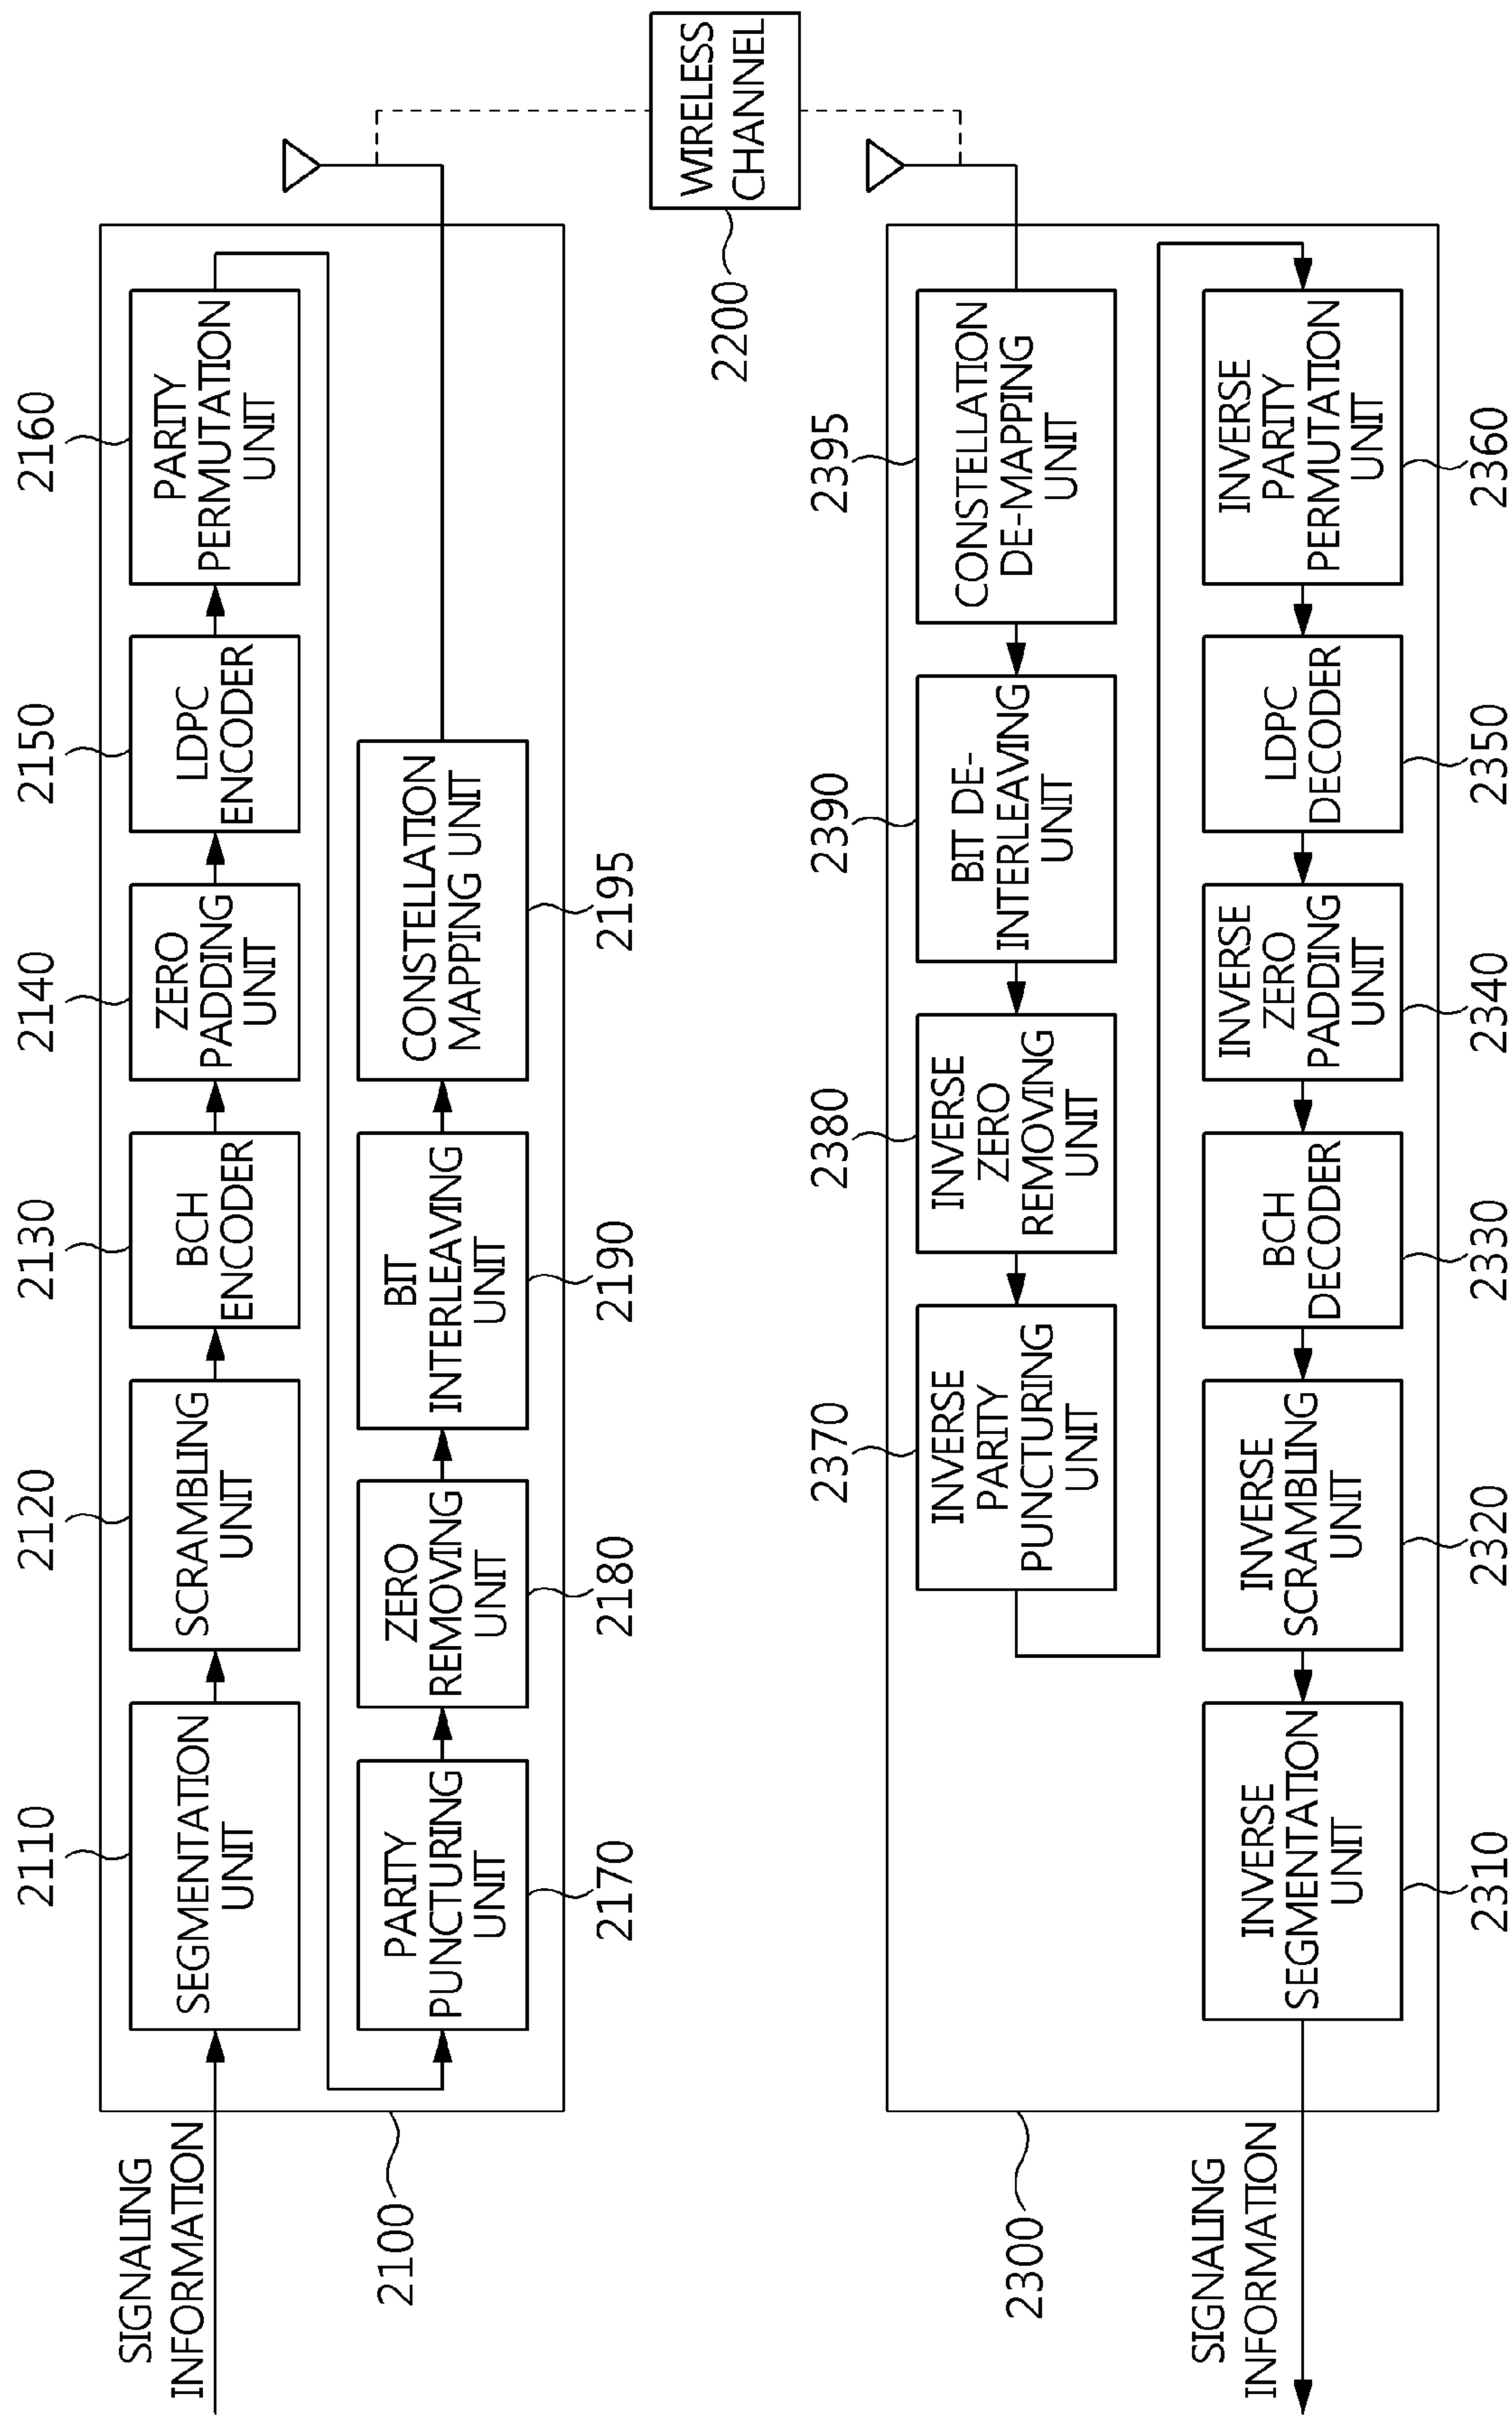 SIGNALING
INFORMATION
2110
SEGMENTATION
UNIT
2120
SCRAMBLING
UNIT
2130
BCH
ENCODER
2140
ZERO
PADDING
UNIT
2150
LDPC
ENCODER
2160
PARITY
PERMUTATION
UNIT
2100
PARITY
PUNCTURING
UNIT
2170
ZERO
REMOVING
UNIT
2180
BIT
INTERLEAVING
UNIT
2190
CONSTELLATION
MAPPING UNIT
2195
WIRELESS
CHANNEL
2200
2300
2370
INVERSE
PARITY
PUNCTURING
UNIT
2380
INVERSE
ZERO
REMOVING
UNIT
2390
BIT DE-
INTERLEAVING
UNIT
2395
CONSTELLATION
DE-MAPPING
UNIT
SIGNALING
INFORMATION
INVERSE
SEGMENTATION
UNIT
2310
INVERSE
SCRAMBLING
UNIT
2320
BCH
DECODER
2330
INVERSE
ZERO
PADDING
UNIT
2340
LDPC
DECODER
2350
INVERSE
PARITY
PERMUTATION
UNIT
2360